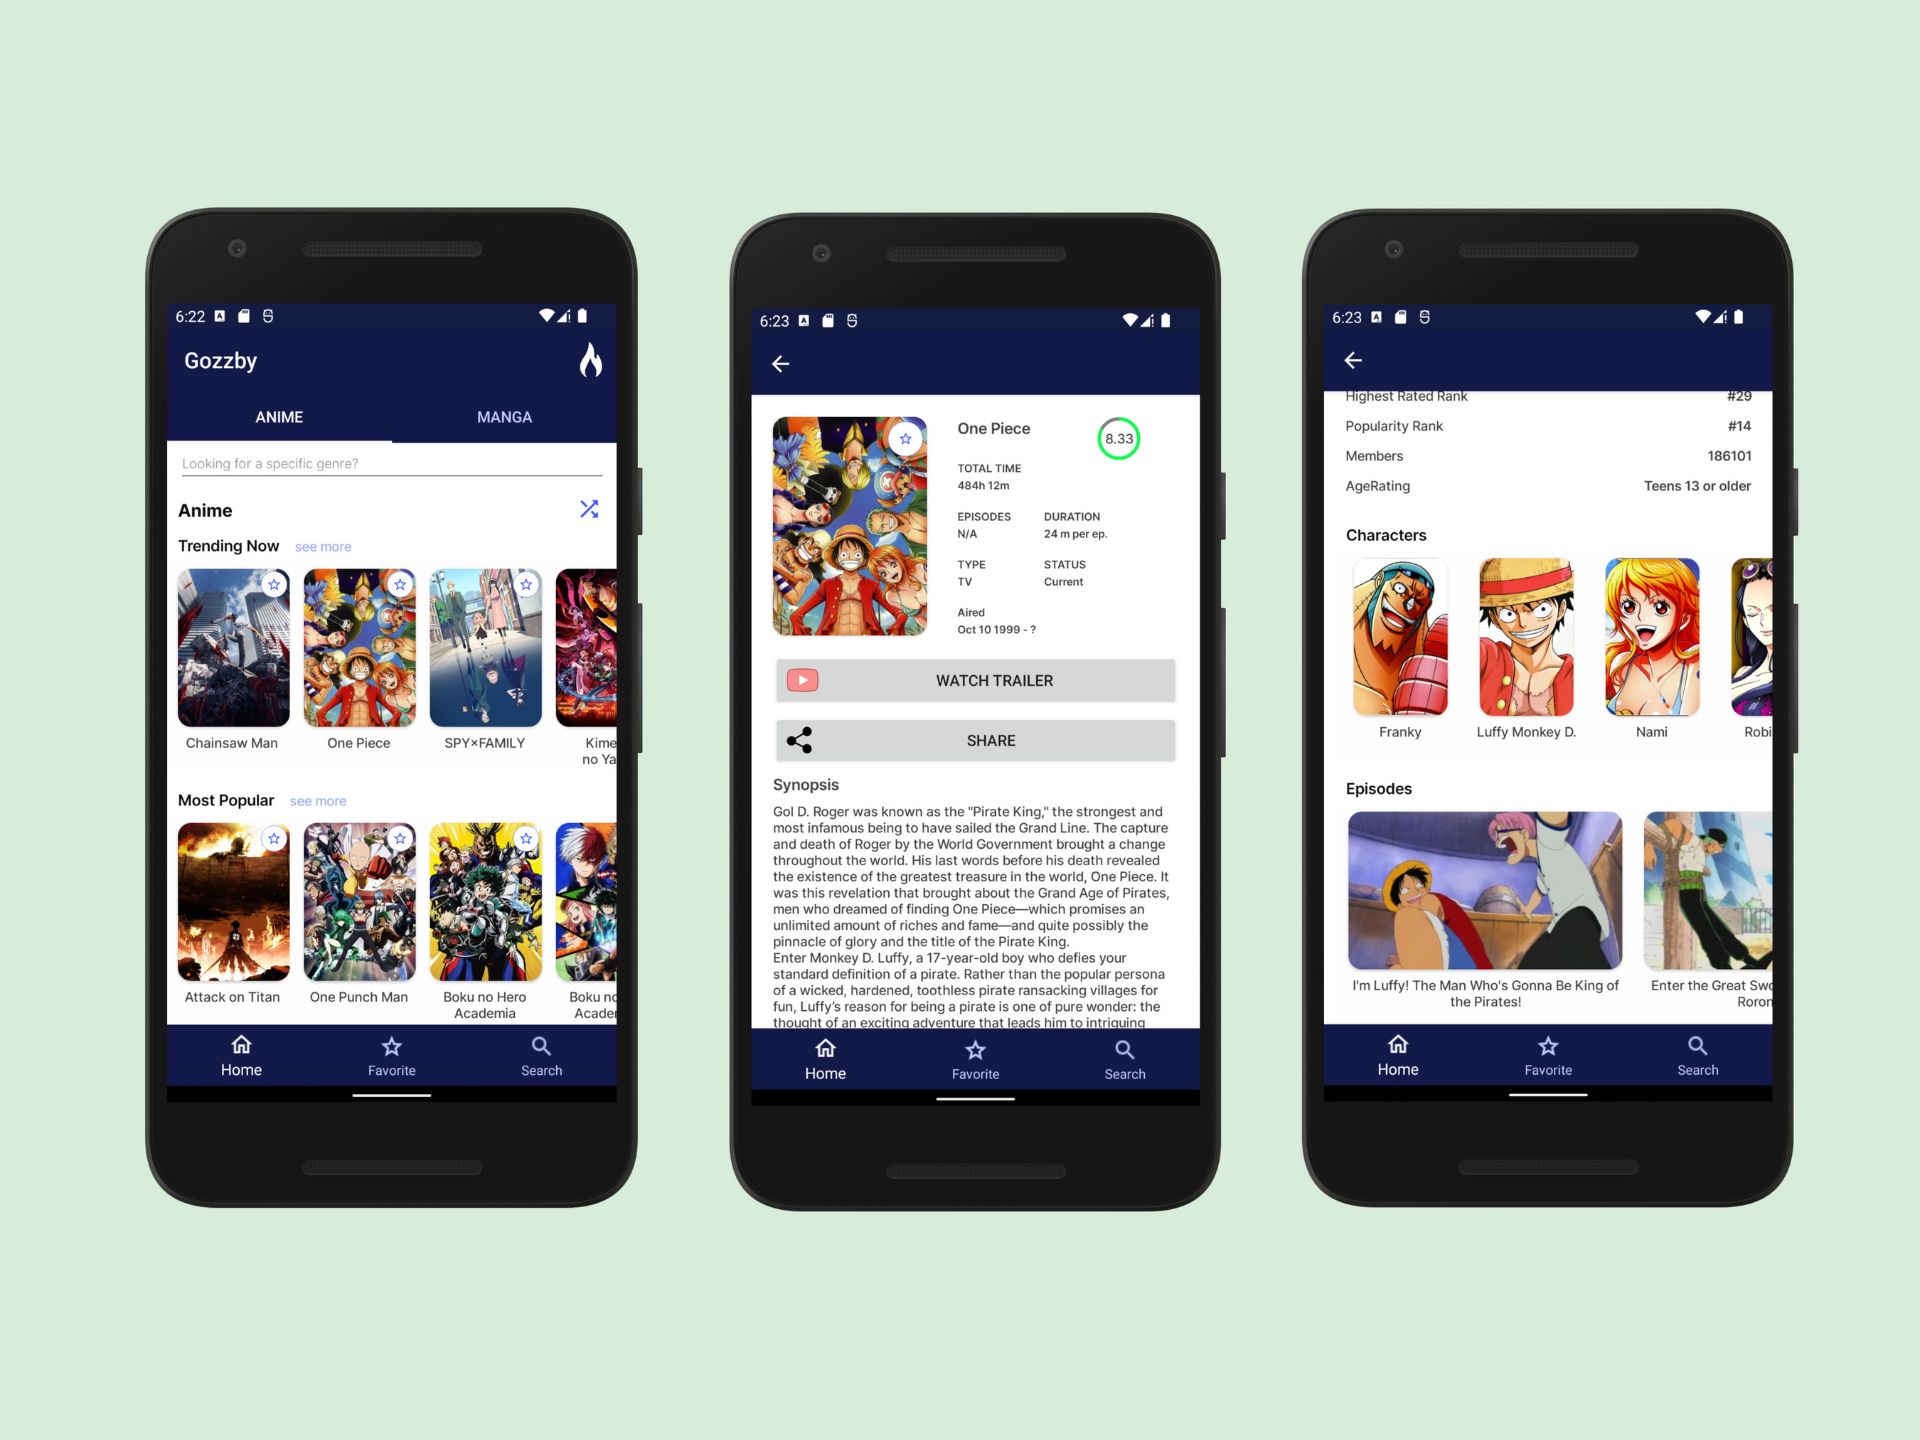 6:22
Gozzby
ANIME MANGA
Looking for a specific genre?
Anime
Trending Now see more
Chainsaw Man One Piece SPY×FAMILY Kime
no Ya
Most Popular see more
Attack on Titan One Punch Man Boku no Hero Boku no
Academia Acader
Home Favorite Search
6:23
One Piece 8.33
TOTAL TIME
484h 12m
EPISODES DURATION
N/A 24 m per ep.
TYPE STATUS
TV Current
Aired
Oct 10 1999 - ?
WATCH TRAILER
SHARE
Synopsis
Gol D. Roger was known as the "Pirate King," the strongest and
most infamous being to have sailed the Grand Line. The capture
and death of Roger by the World Government brought a change
throughout the world. His last words before his death revealed
the existence of the greatest treasure in the world, One Piece. It
was this revelation that brought about the Grand Age of Pirates,
men who dreamed of finding One Piece—which promises an
unlimited amount of riches and fame—and quite possibly the
pinnacle of glory and the title of the Pirate King.
Enter Monkey D. Luffy, a 17-year-old boy who defies your
standard definition of a pirate. Rather than the popular persona
of a wicked, hardened, toothless pirate ransacking villages for
fun, Luffy's reason for being a pirate is one of pure wonder: the
thought of an exciting adventure that leads him to intriguing
Home Favorite Search
6:23
Highest Rated Rank #29
Popularity Rank #14
Members 186101
AgeRating Teens 13 or older
Characters
Franky Luffy Monkey D. Nami Robi
Episodes
I'm Luffy! The Man Who's Gonna Be King of Enter the Great Swo
the Pirates! Roron
Home Favorite Search